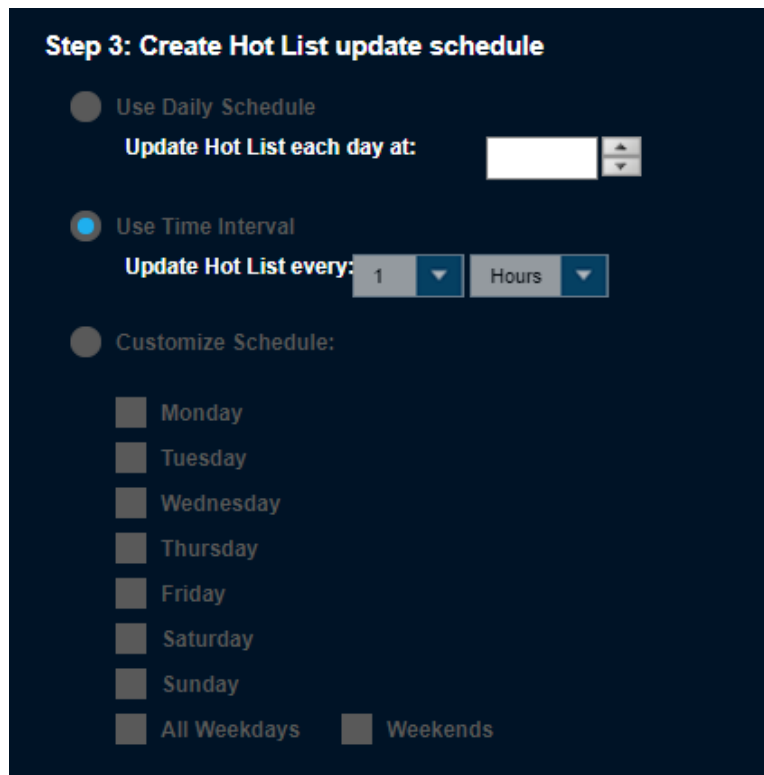 Step 3: Create Hot List update schedule
Use Daily Schedule
Update Hot List each day at:
Use Time Interval
Update Hot List every: 1 Hours
Customize Schedule:
Monday
Tuesday
Wednesday
Thursday
Friday
Saturday
Sunday
All Weekdays Weekends